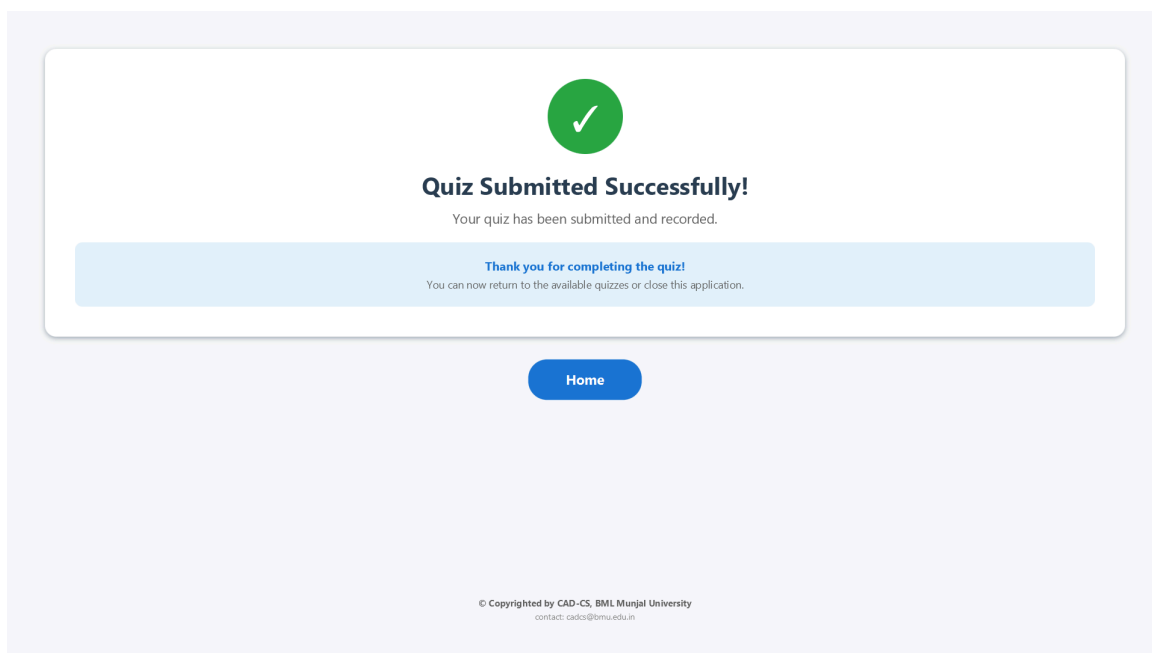 Quiz Submitted Successfully!
Your quiz has been submitted and recorded.
Thank you for completing the quiz!
You can now return to the available quizzes or close this application.
Home
© Copyrighted by CAD-CS, BML Munjal University
contact: cadcs@bmu.edu.in